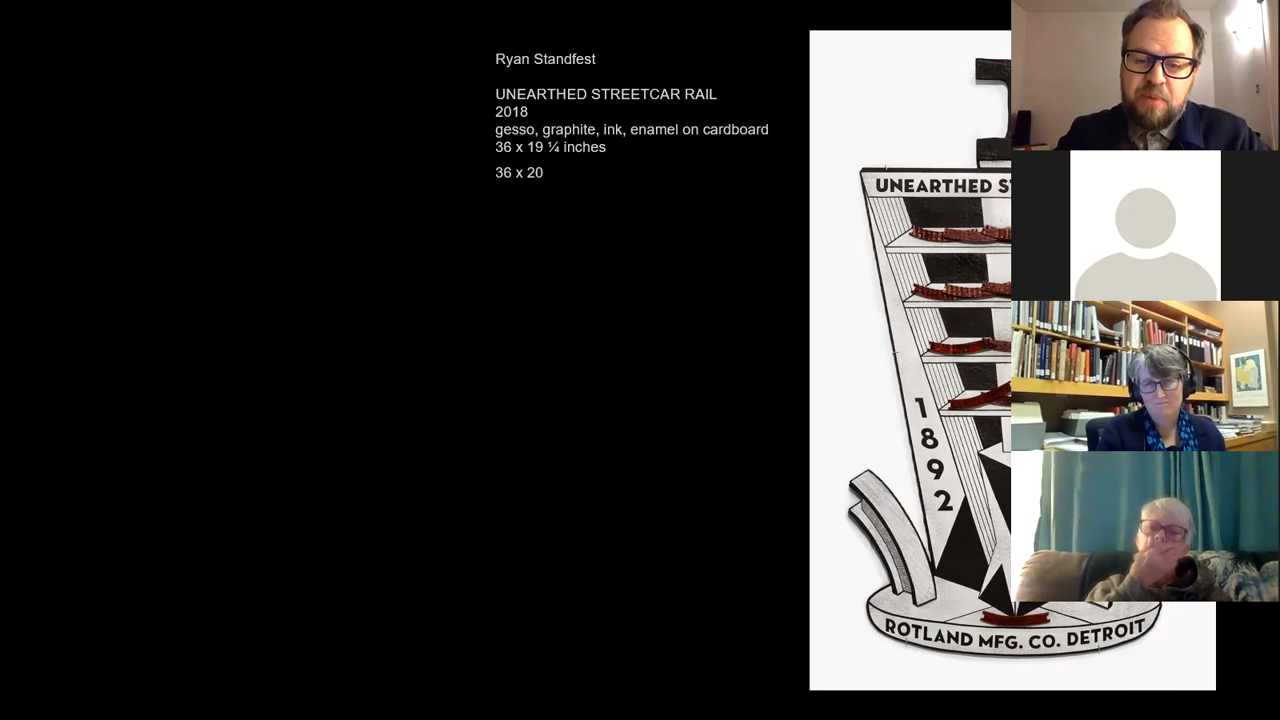 Ryan Standfest
UNEARTHED STREETCAR RAIL
2018
gesso, graphite, ink, enamel on cardboard
36 x 19 ¼ inches
36 x 20
UNEARTHED
1
8
9
2
ROTLAND MFG. CO. DETROIT